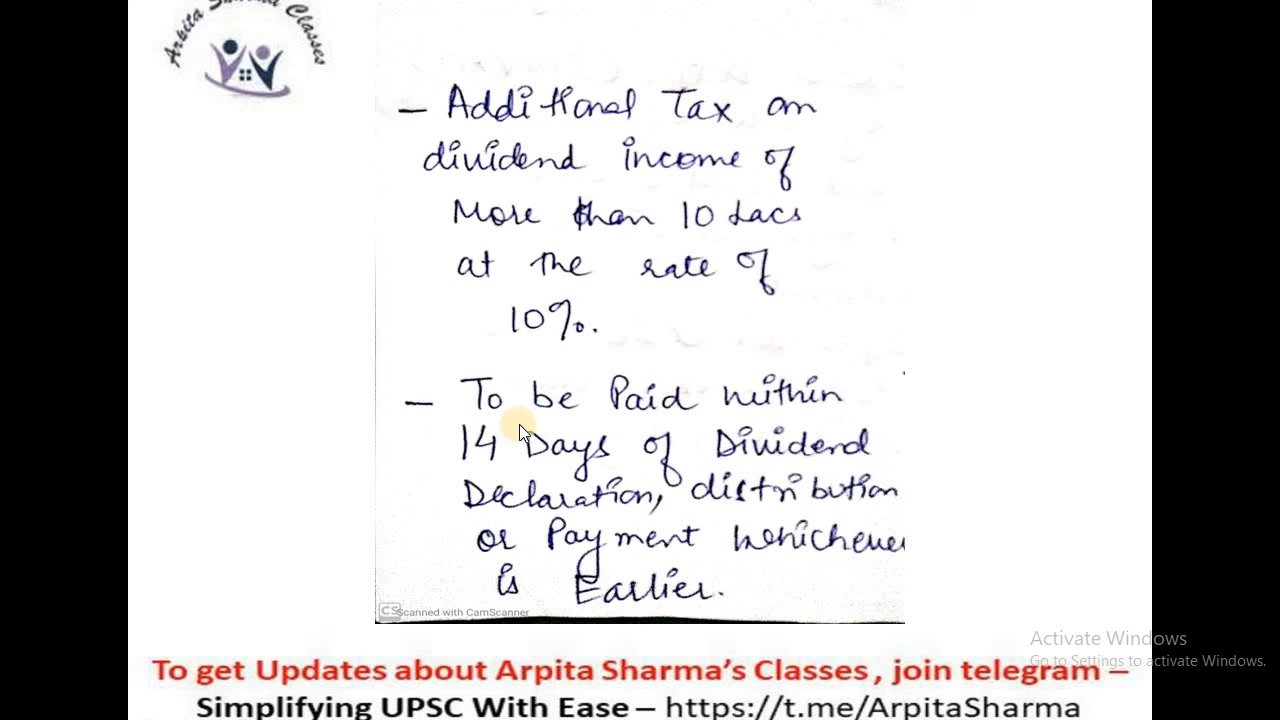 Arpita Sharma Classes
– Additional Tax on
dividend income of
More than 10 Lacs
at the rate of
10%.
– To be Paid within
14 Days of Dividend
Declaration, distribution
or Payment whichever
is Earlier.
CS Scanned with CamScanner
Activate Windows
Go to Settings to activate Windows.
To get Updates about Arpita Sharma's Classes, join telegram –
Simplifying UPSC With Ease – https://t.me/ArpitaSharma